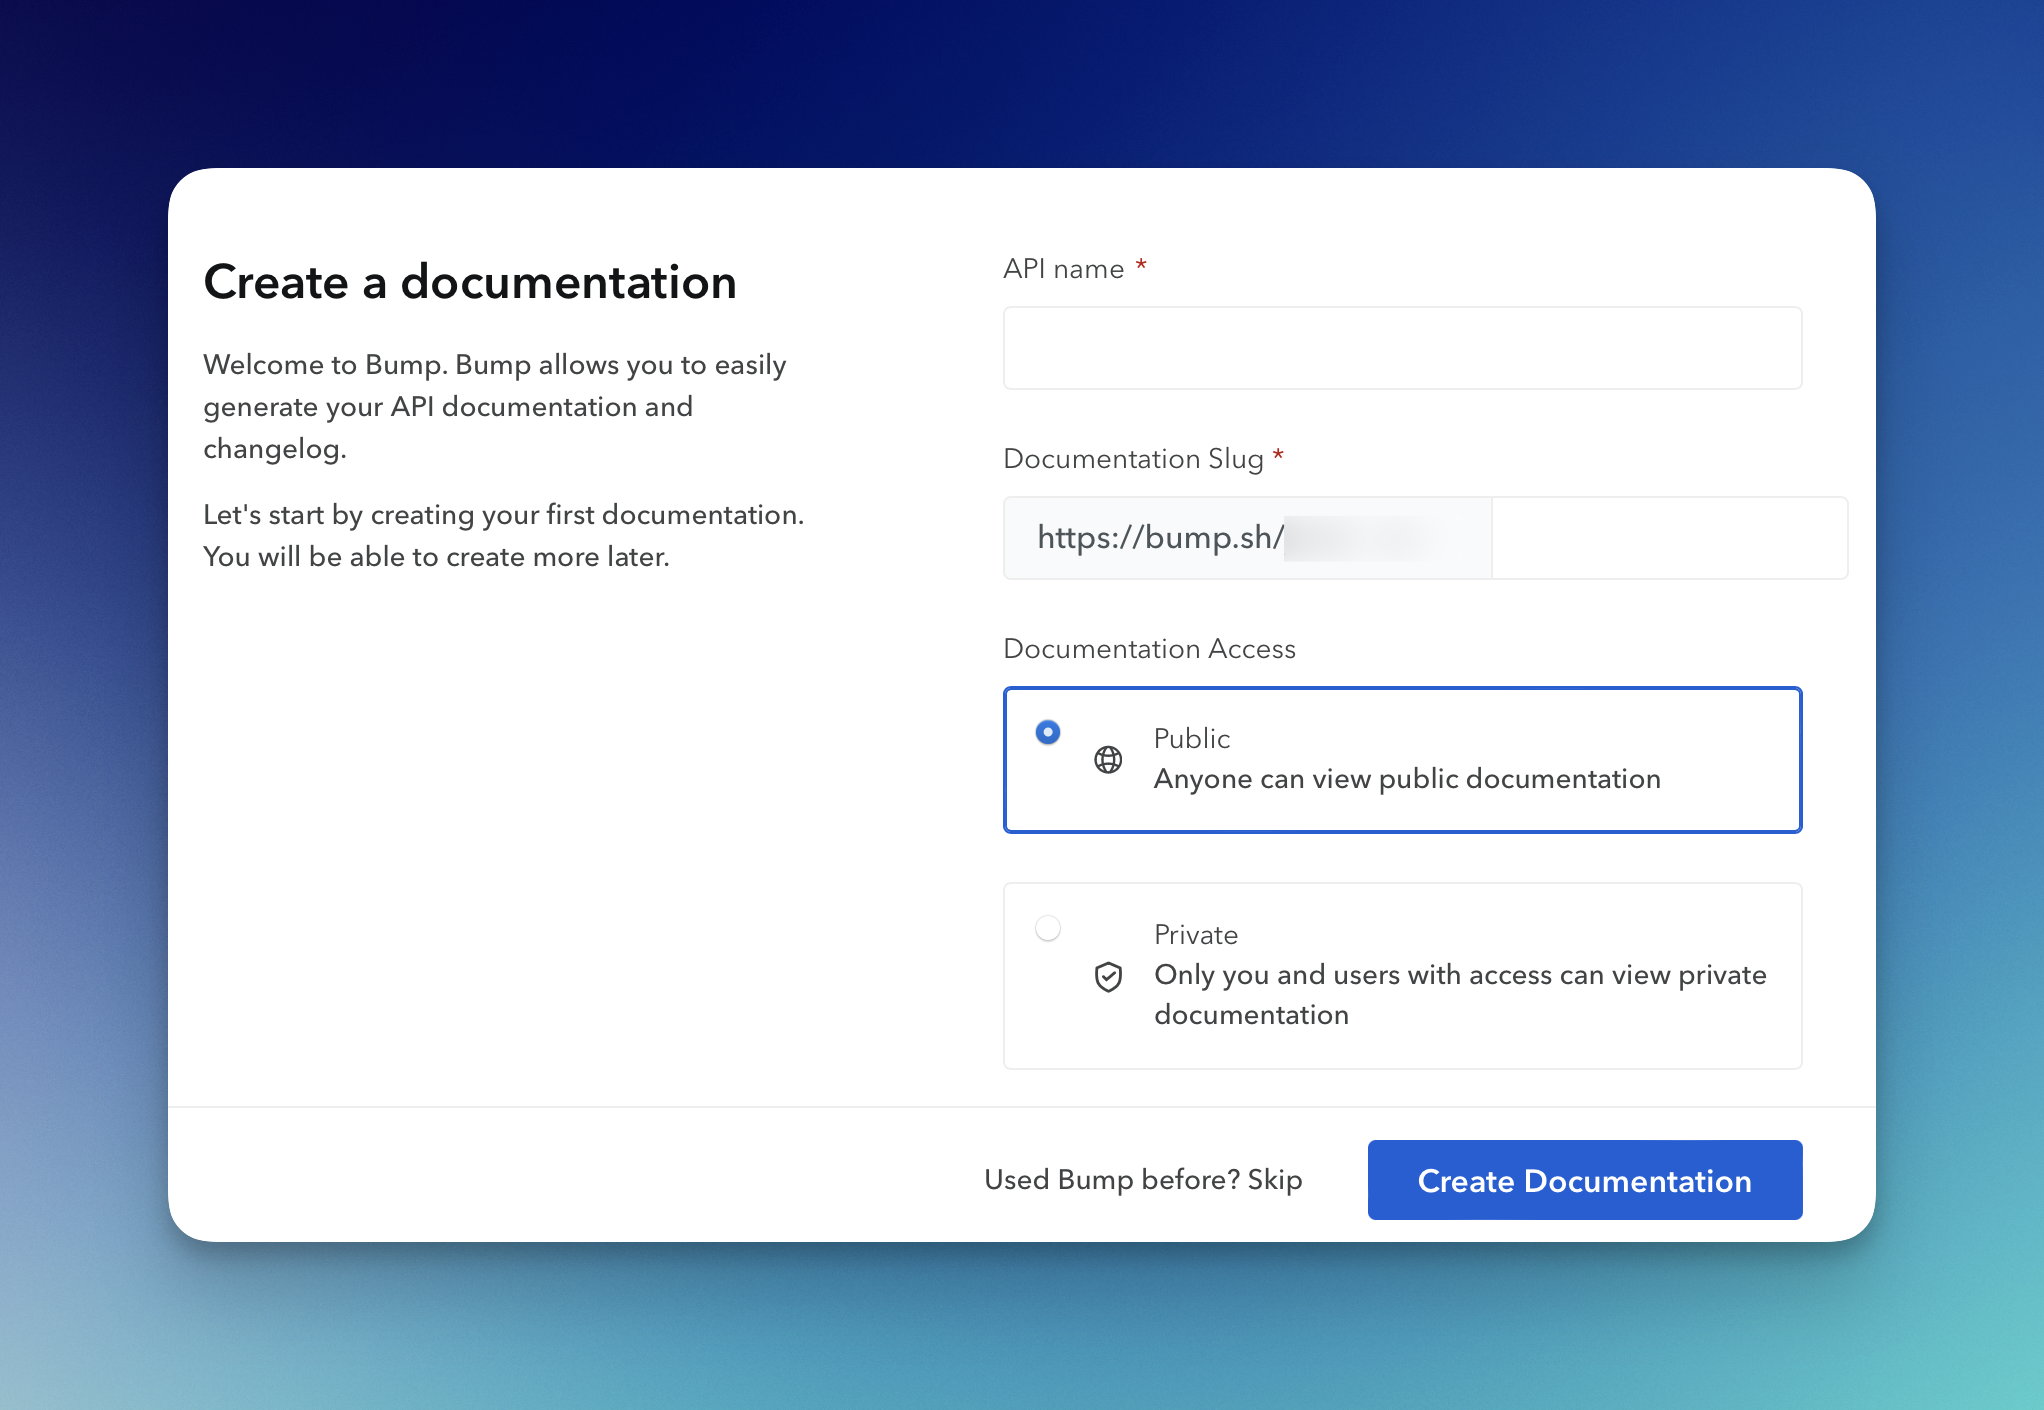 Create a documentation
Welcome to Bump. Bump allows you to easily
generate your API documentation and
changelog.
Let's start by creating your first documentation.
You will be able to create more later.
API name *
Documentation Slug *
https://bump.sh/
Documentation Access
Public
Anyone can view public documentation
Private
Only you and users with access can view private
documentation
Used Bump before? Skip
Create Documentation